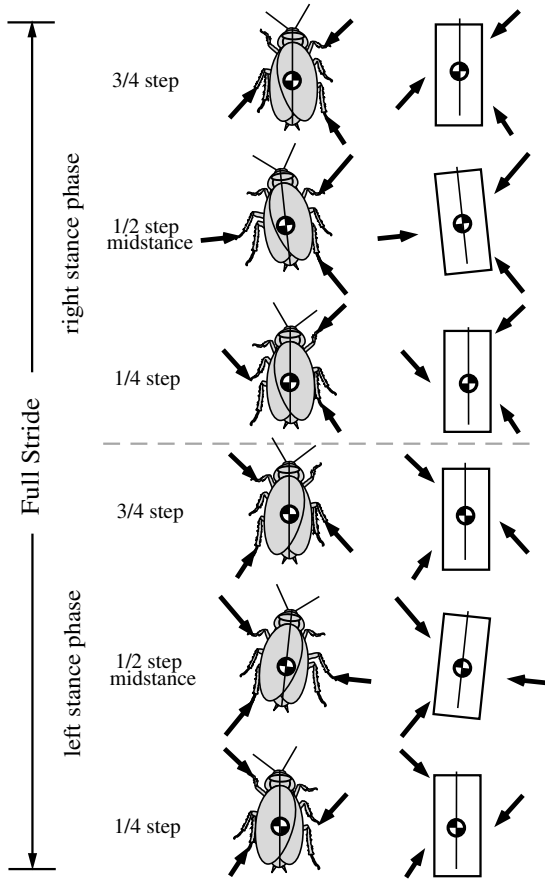 Full Stride
right stance phase
3/4 step
1/2 step
midstance
1/4 step
left stance phase
3/4 step
1/2 step
midstance
1/4 step